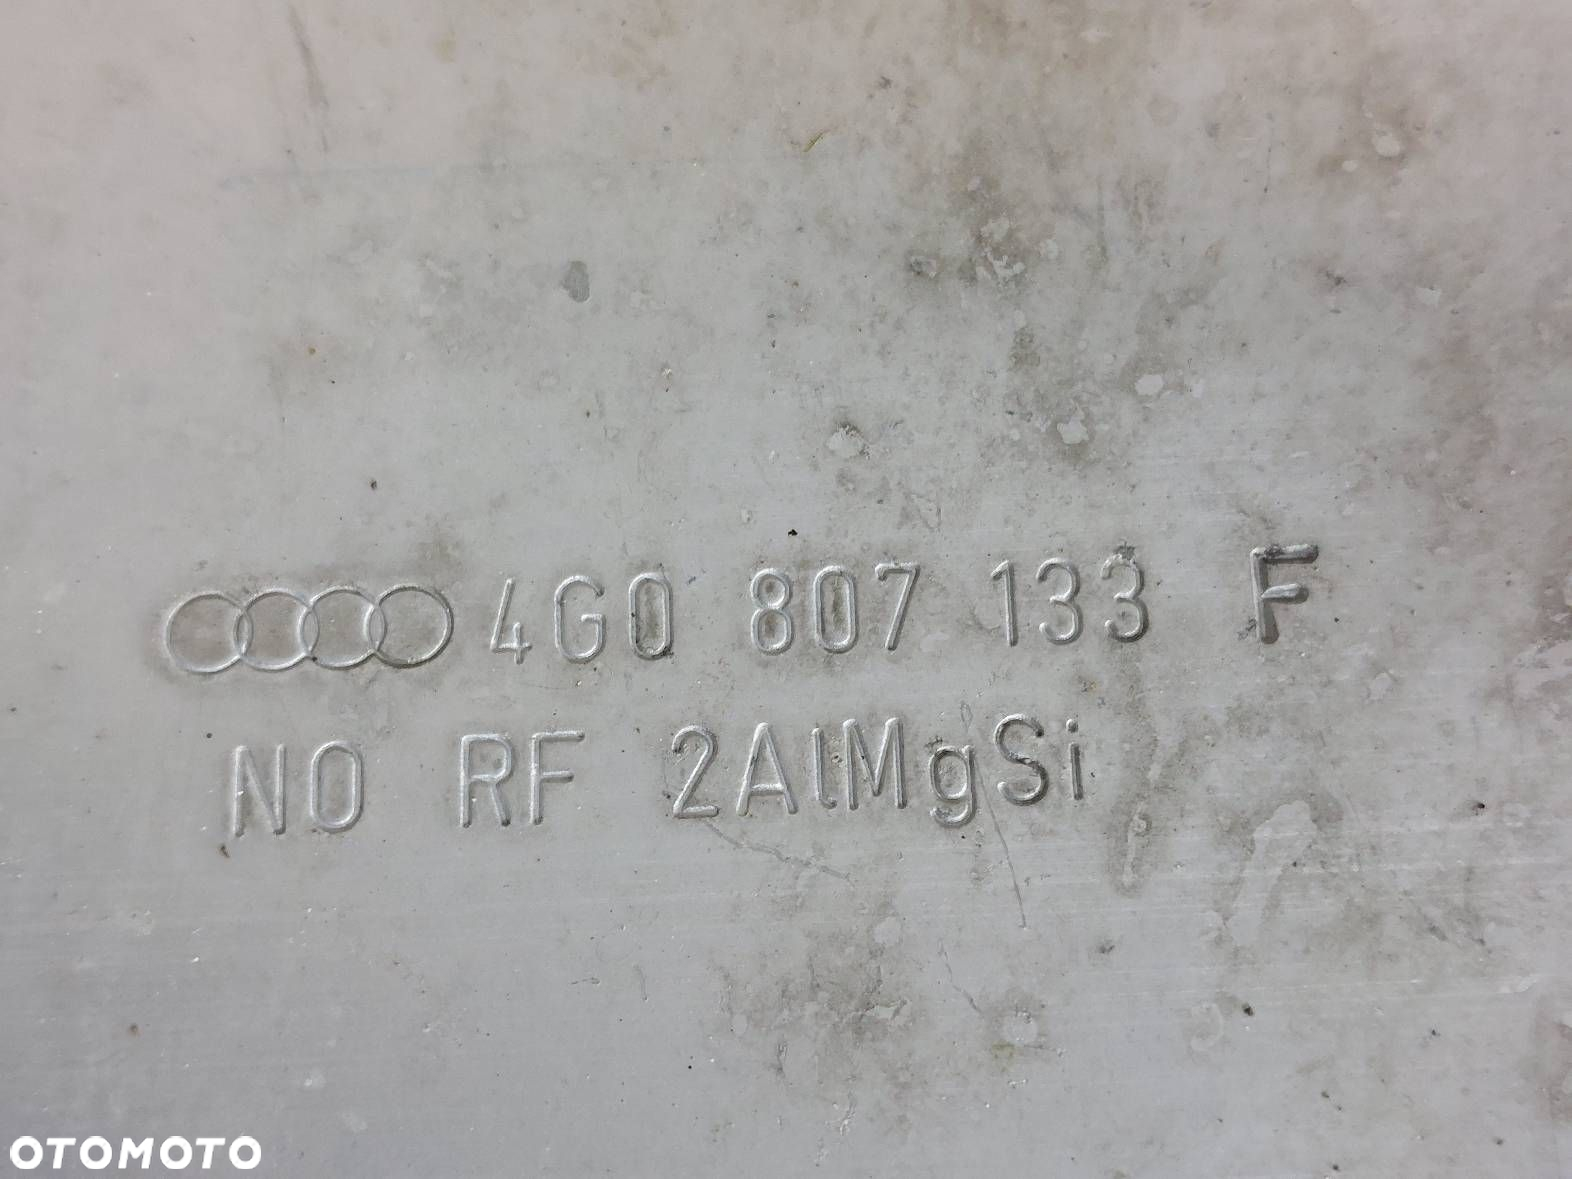 4G0 807 133 F
NO RF 2AlMgSi
OTOMOTO